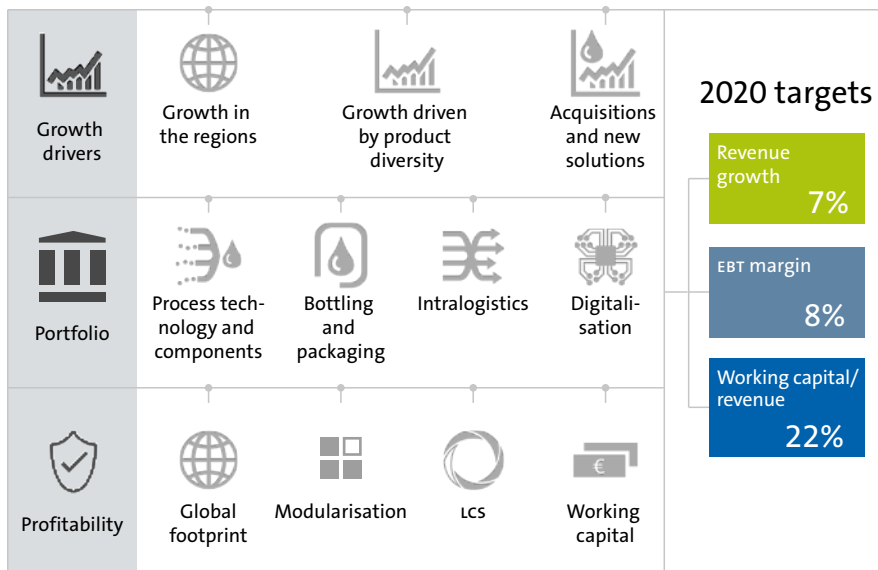 Growth
drivers
Growth in
the regions
Growth driven
by product
diversity
Acquisitions
and new
solutions
Portfolio
Process tech-
nology and
components
Bottling
and
packaging
Intralogistics
Digitali-
sation
Profitability
Global
footprint
Modularisation
LCS
€
Working
capital
2020 targets
Revenue
growth
7%
EBT margin
8%
Working capital/
revenue
22%